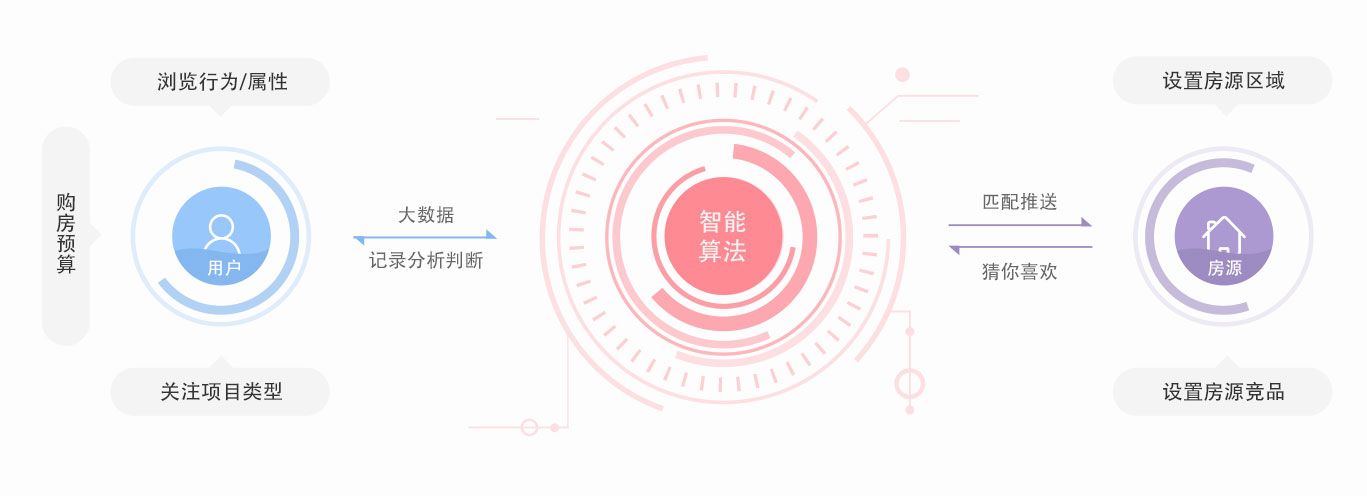 浏览行为/属性
购房预算
用户
关注项目类型
大数据
记录分析判断
智能
算法
匹配推送
猜你喜欢
设置房源区域
房源
设置房源竞品